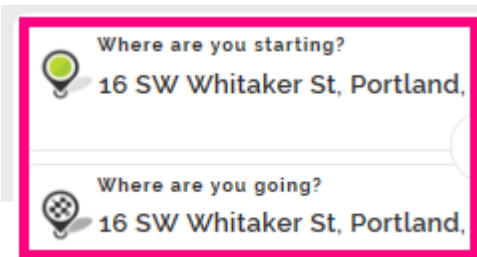 Where are you starting?
16 SW Whitaker St, Portland,
Where are you going?
16 SW Whitaker St, Portland,